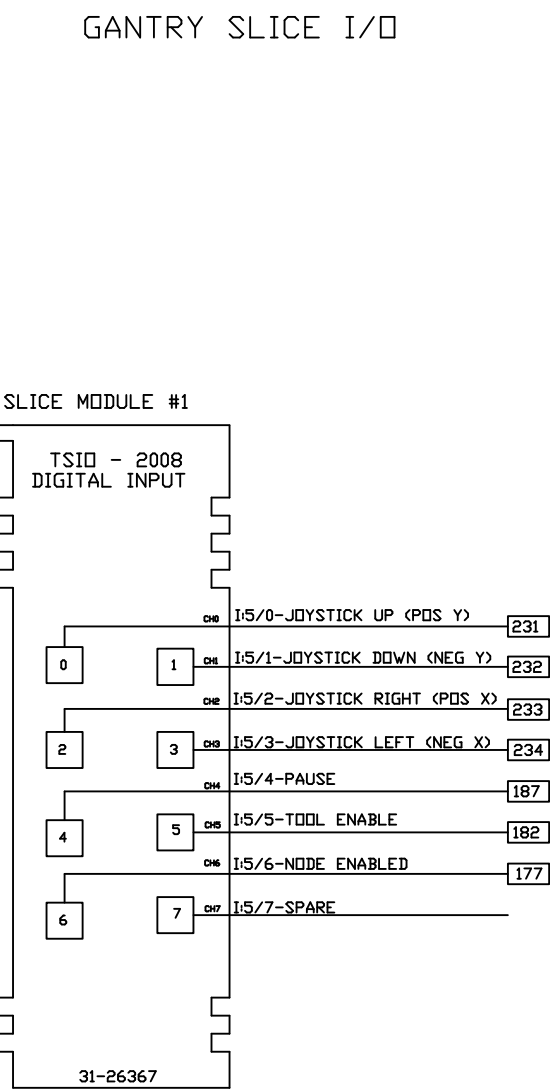 GANTRY SLICE I/O
SLICE MODULE #1
TSIO - 2008
DIGITAL INPUT
CH0 I:5/0-JOYSTICK UP (POS Y) 231
0 1 CH1 I:5/1-JOYSTICK DOWN (NEG Y) 232
CH2 I:5/2-JOYSTICK RIGHT (POS X) 233
2 3 CH3 I:5/3-JOYSTICK LEFT (NEG X) 234
CH4 I:5/4-PAUSE 187
4 5 CH5 I:5/5-TOOL ENABLE 182
CH6 I:5/6-NODE ENABLED 177
6 7 CH7 I:5/7-SPARE
31-26367